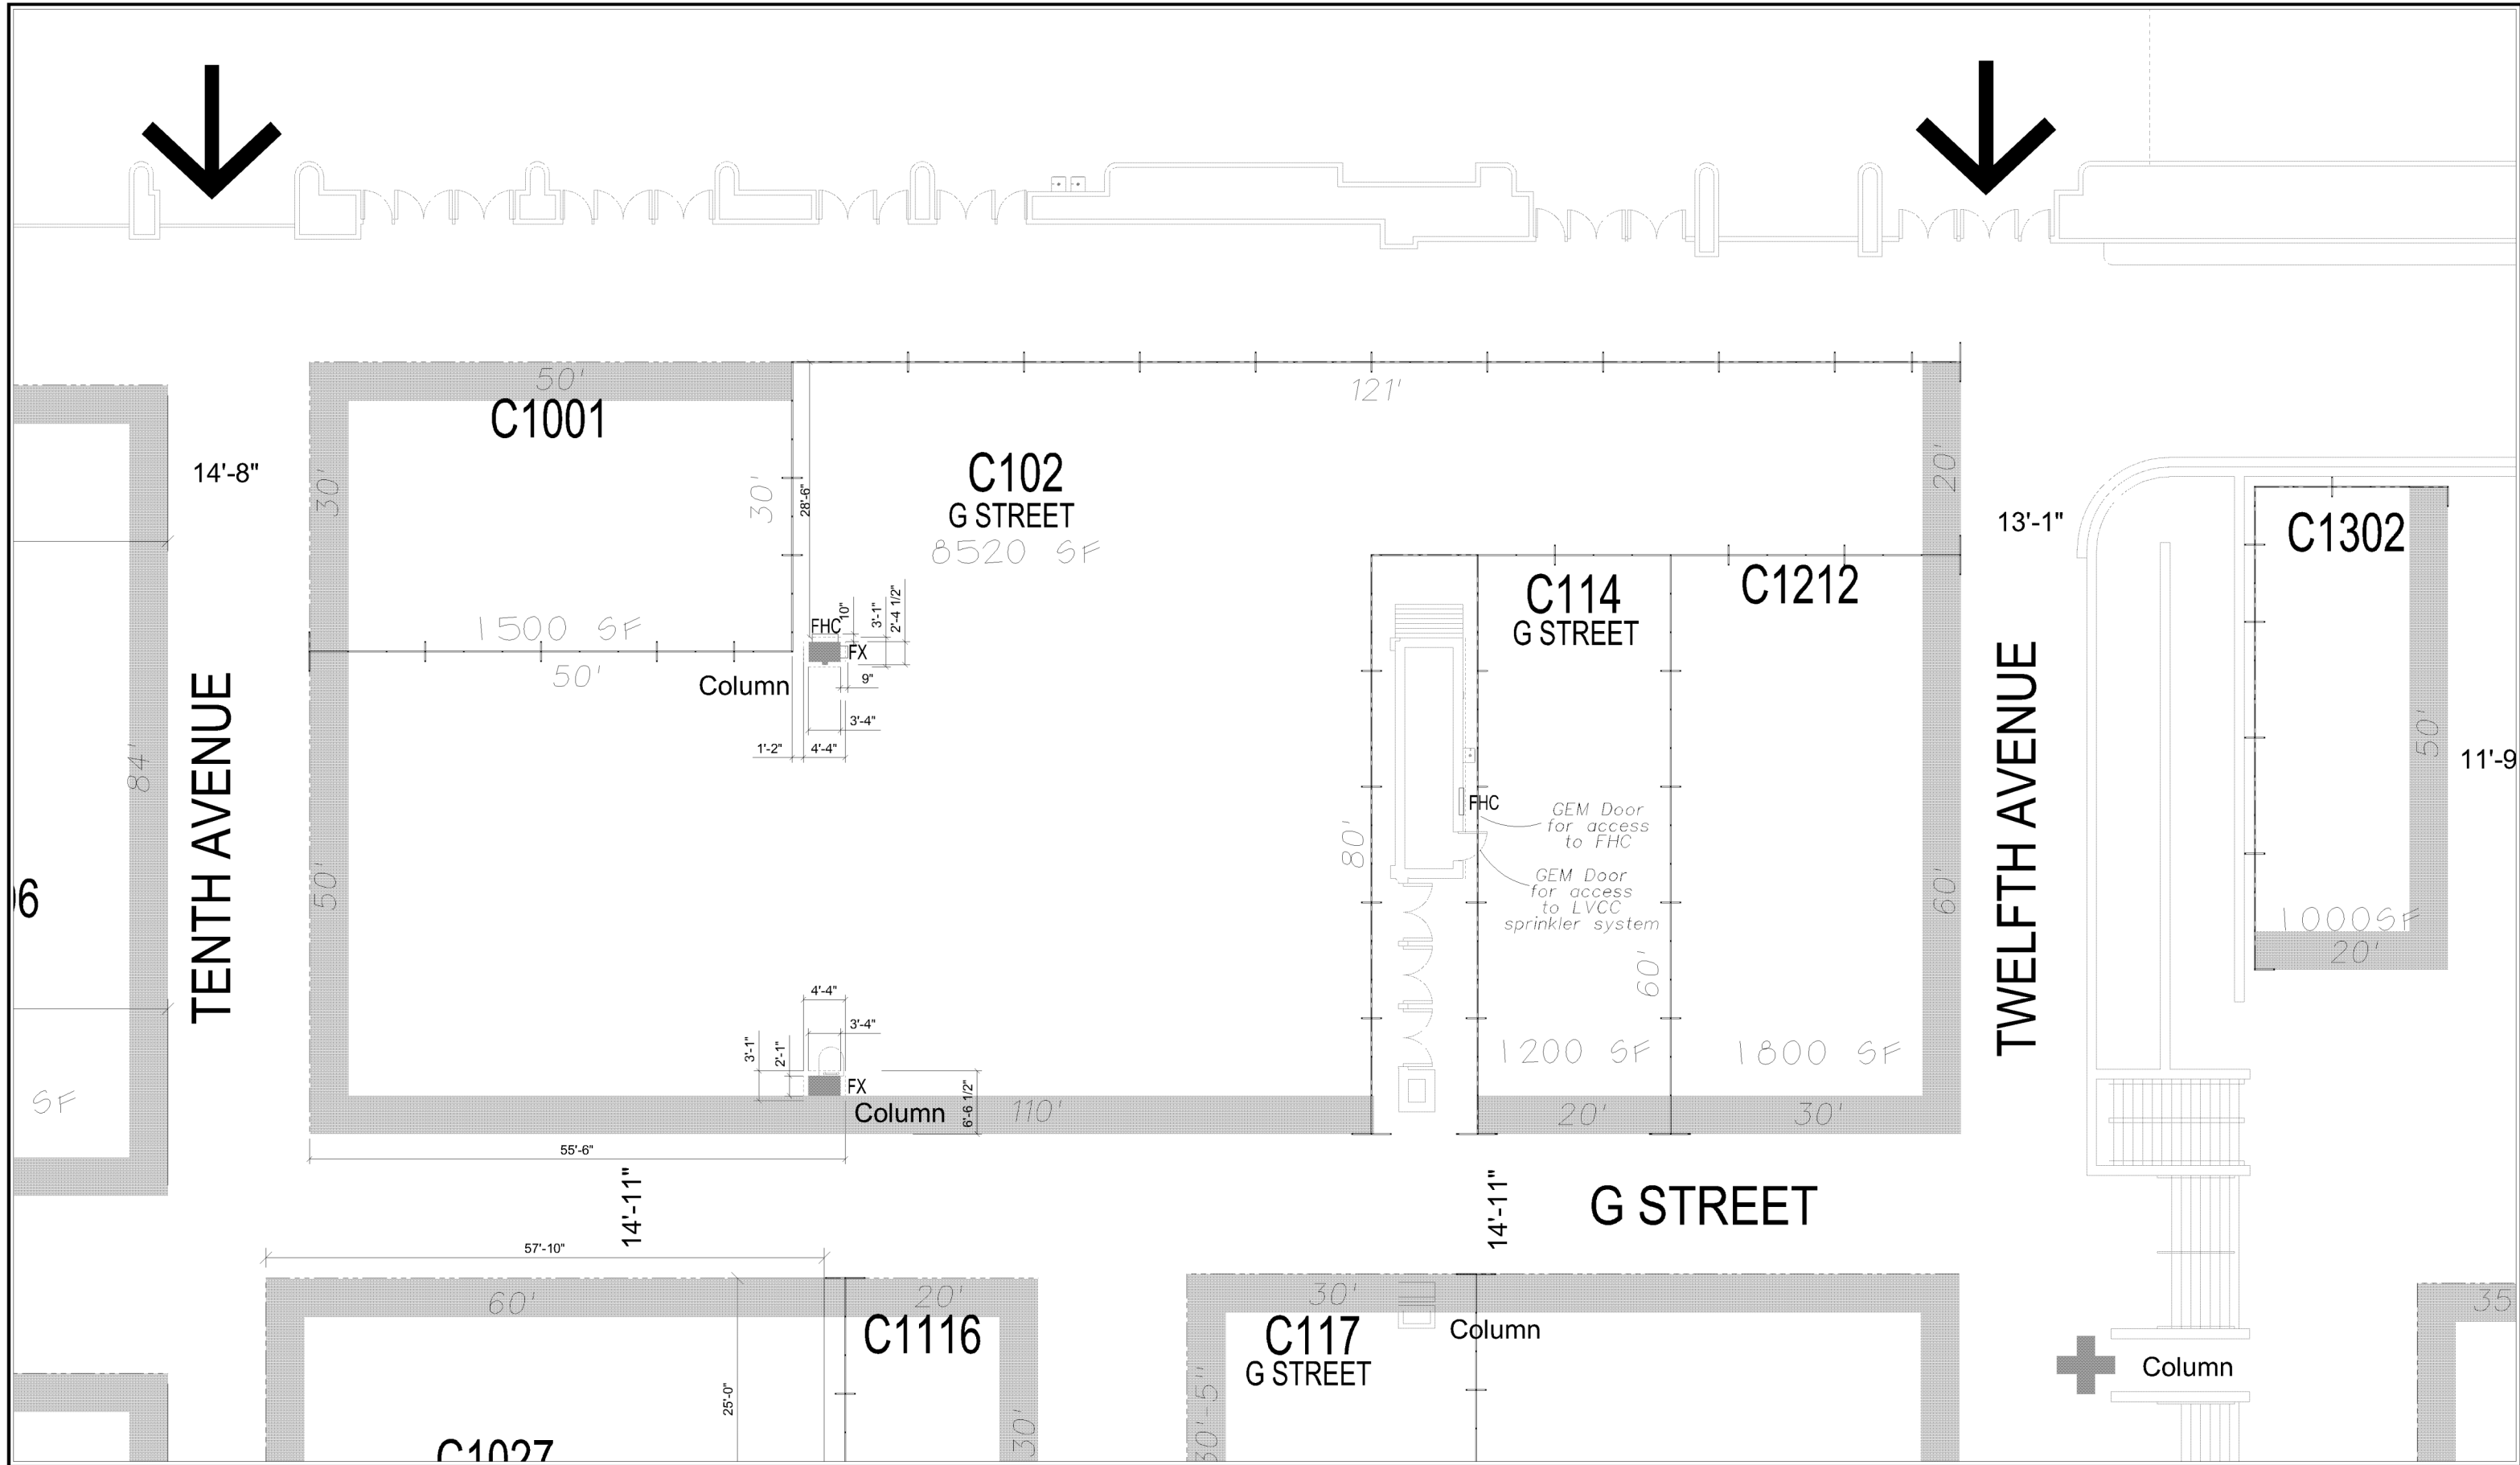 50'
C1001
121'
14'-8"
30'
30'
28'-6"
C102
G STREET
8520 SF
20'
13'-1"
C1302
C114
G STREET
C1212
1500 SF
50'
FHC
10"
3'-1"
2'-4 1/2"
FX
Column
9"
3'-4"
1'-2"
4'-4"
84'
TENTH AVENUE
TWELFTH AVENUE
50'
11'-9
FHC
GEM Door
for access
to FHC
80'
GEM Door
for access
to LVCC
sprinkler system
50'
60'
60'
1000SF
20'
4'-4"
3'-4"
3'-1"
2'-1"
FX
Column
6'-6 1/2"
110'
1200 SF
1800 SF
20'
30'
SF
55'-6"
14'-11"
14'-11"
G STREET
57'-10"
60'
20'
C1116
30'
C117
G STREET
Column
Column
35
25'-0"
30'
30'-5"
C1027